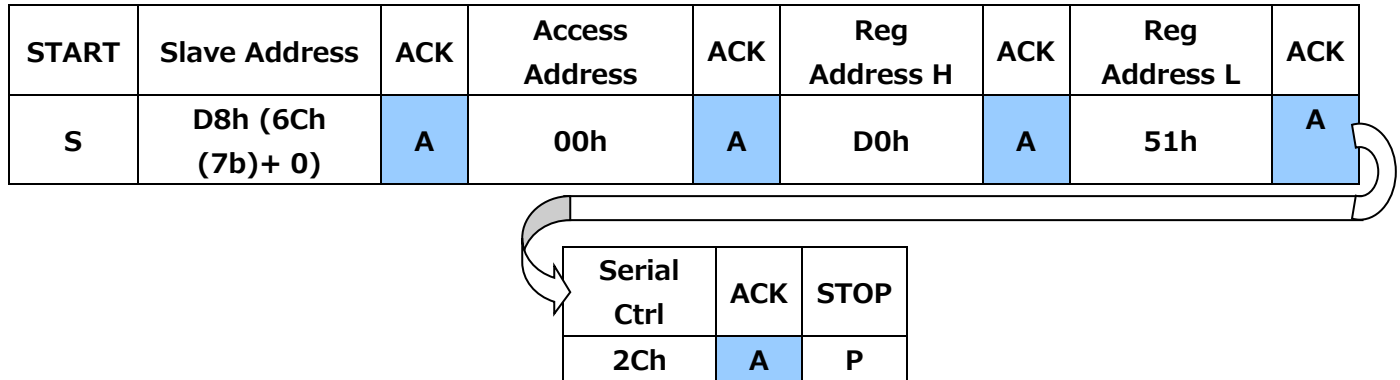 START Slave Address ACK Access Address ACK Reg Address H ACK Reg Address L ACK
S D8h (6Ch (7b)+ 0) A 00h A D0h A 51h A
Serial Ctrl ACK STOP
2Ch A P